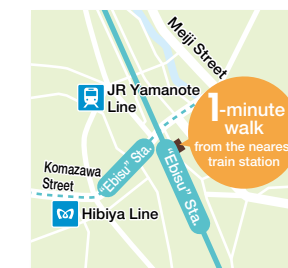 Meiji Street
JR Yamanote
Line
1-minute
walk
from the neares
train station
"Ebisu" Sta.
"Ebisu" Sta.
Komazawa
Street
Hibiya Line